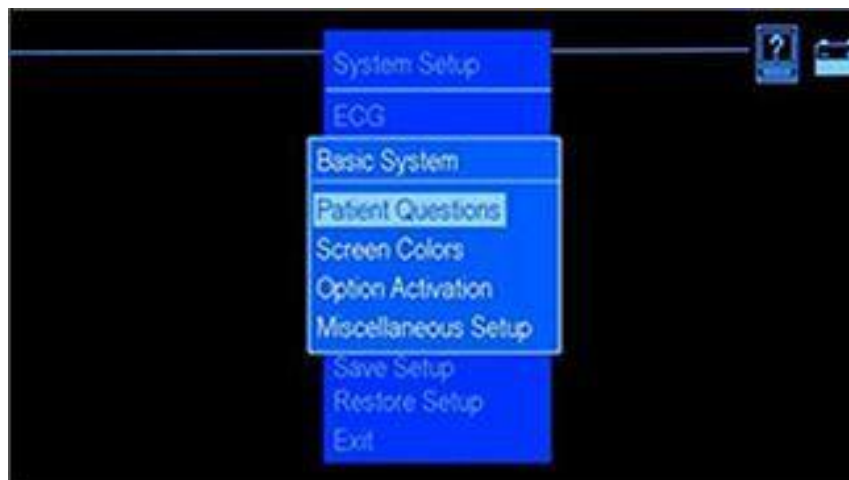 ?
System Setup
ECG
Basic System
Patient Questions
Screen Colors
Option Activation
Miscellaneous Setup
Save Setup
Restore Setup
Exit